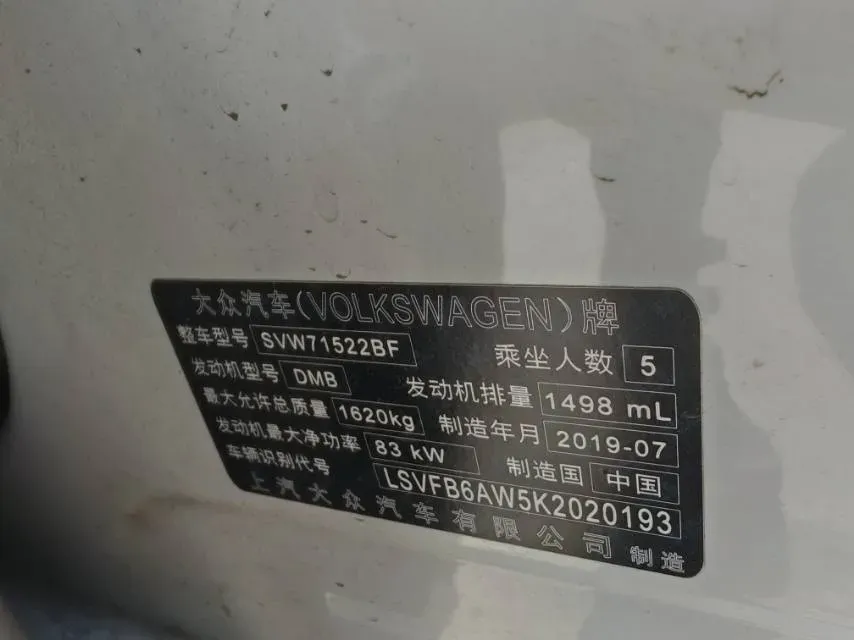 大众汽车(VOLKSWAGEN)牌
整车型号 SVW71522BF 乘坐人数 5
发动机型号 DMB 发动机排量 1498 mL
最大允许总质量 1620kg 制造年月 2019-07
发动机最大净功率 83 kW 制造国 中国
车辆识别代号 LSVFB6AW5K2020193
上汽大众汽车有限公司 制造